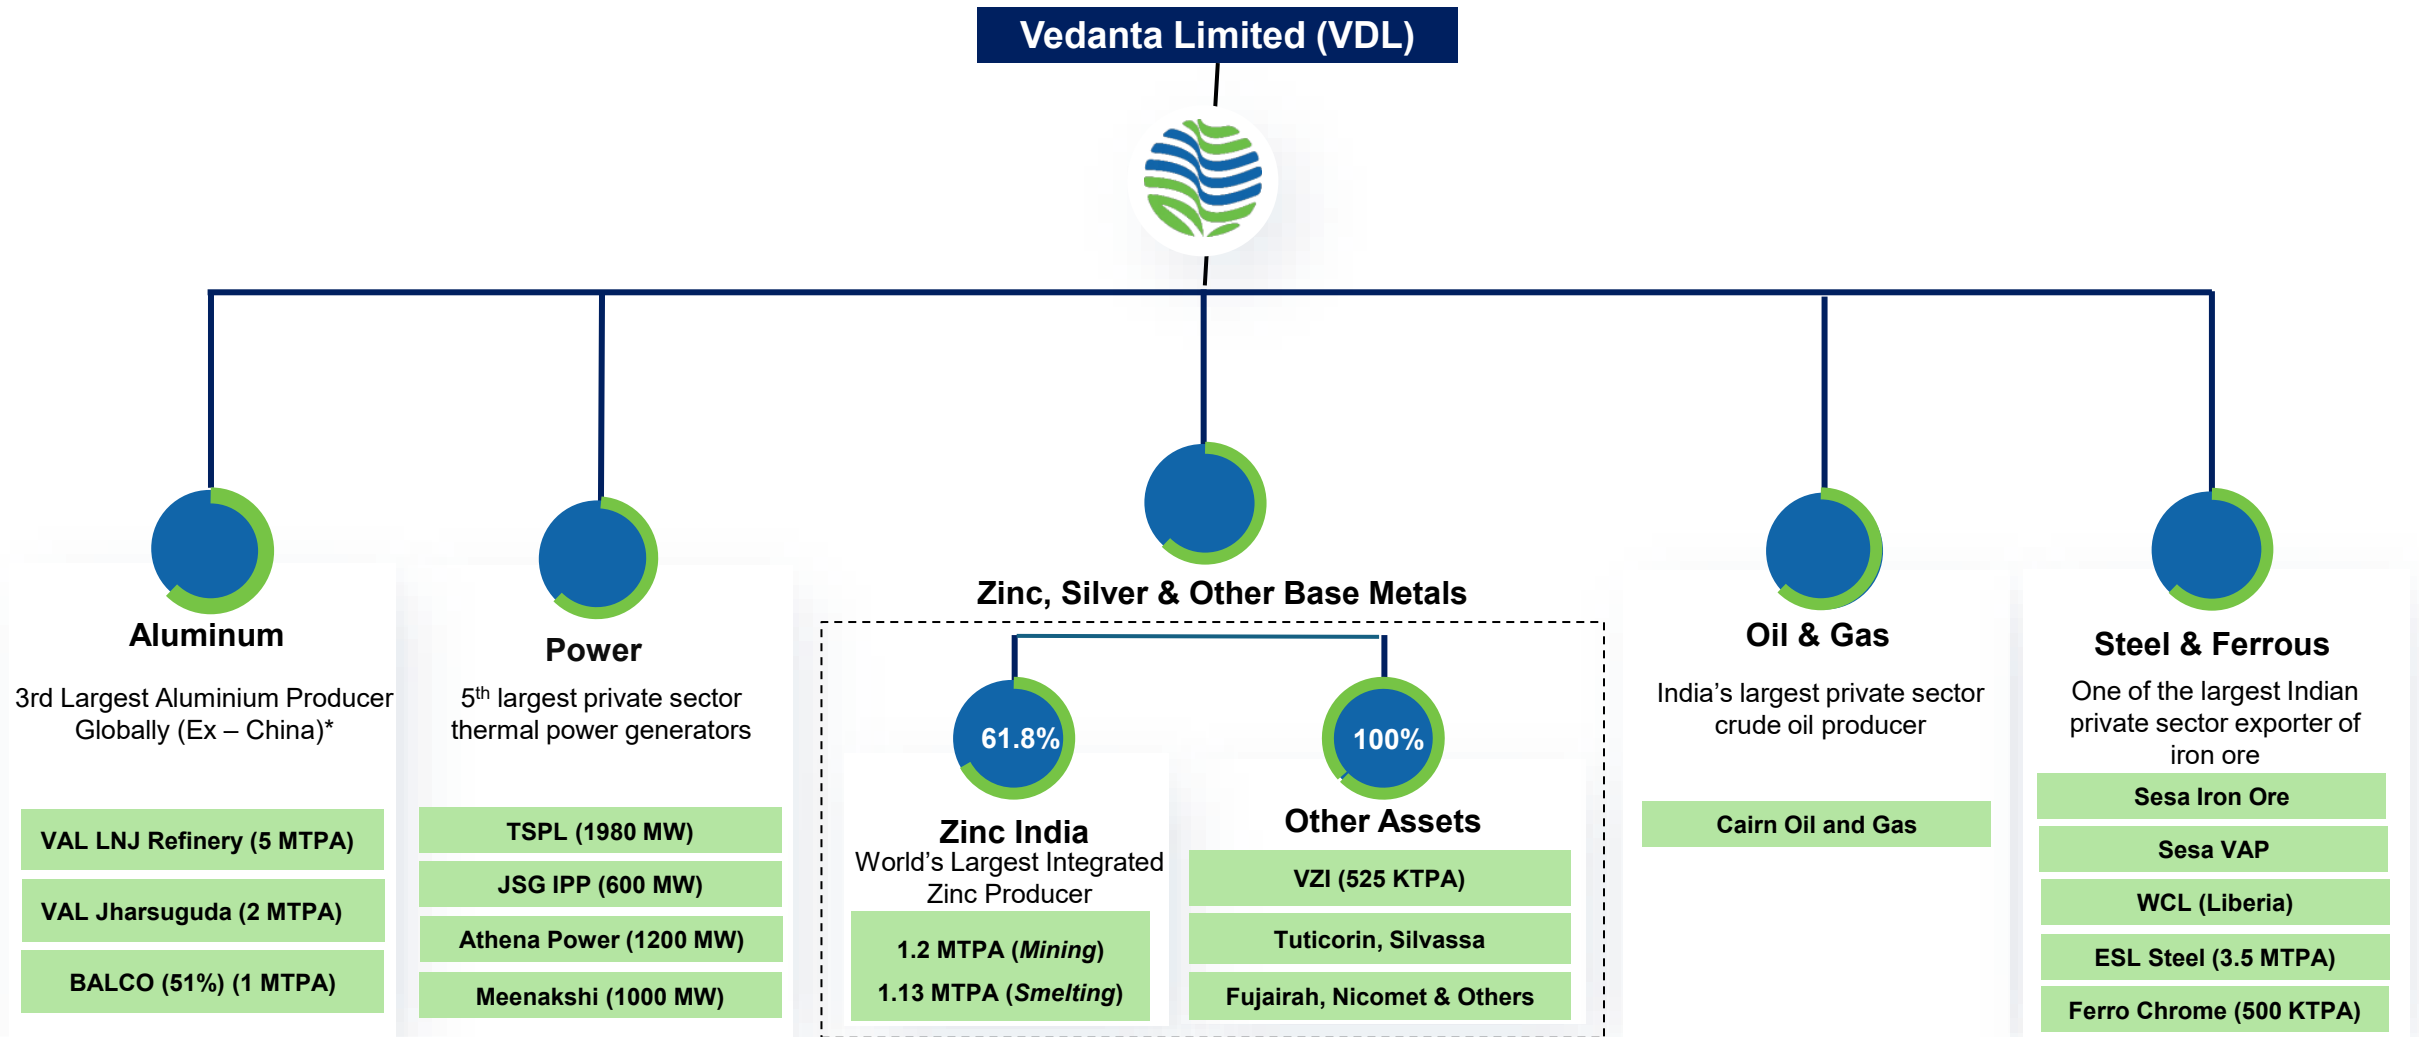 Vedanta Limited (VDL)
Aluminum
3rd Largest Aluminium Producer
Globally (Ex – China)*
VAL LNJ Refinery (5 MTPA)
VAL Jharsuguda (2 MTPA)
BALCO (51%) (1 MTPA)
Power
5th largest private sector
thermal power generators
TSPL (1980 MW)
JSG IPP (600 MW)
Athena Power (1200 MW)
Meenakshi (1000 MW)
Zinc, Silver & Other Base Metals
61.8%
Zinc India
World’s Largest Integrated
Zinc Producer
1.2 MTPA (Mining)
1.13 MTPA (Smelting)
100%
Other Assets
VZI (525 KTPA)
Tuticorin, Silvassa
Fujairah, Nicomet & Others
Oil & Gas
India’s largest private sector
crude oil producer
Cairn Oil and Gas
Steel & Ferrous
One of the largest Indian
private sector exporter of
iron ore
Sesa Iron Ore
Sesa VAP
WCL (Liberia)
ESL Steel (3.5 MTPA)
Ferro Chrome (500 KTPA)